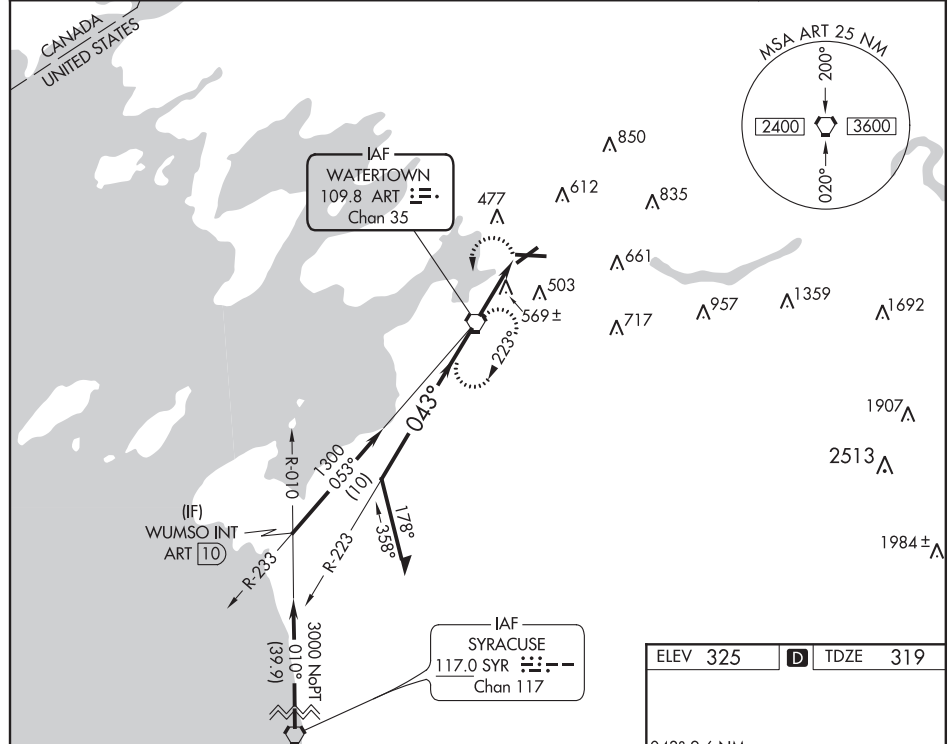 CANADA
UNITED STATES
MSA ART 25 NM
200°
2400
3600
020°
850
IAF
WATERTOWN
109.8 ART
Chan 35
477
612
835
661
503
569 ±
717
957
1359
1692
223°
043°
1907
2513
R-010
1300
053°
(10)
(IF)
WUMSO INT
ART 10
R-233
R-223
178°
358°
1984 ±
3000 NoPT
010°
(39.9)
IAF
SYRACUSE
117.0 SYR
Chan 117
ELEV 325 D TDZE 319